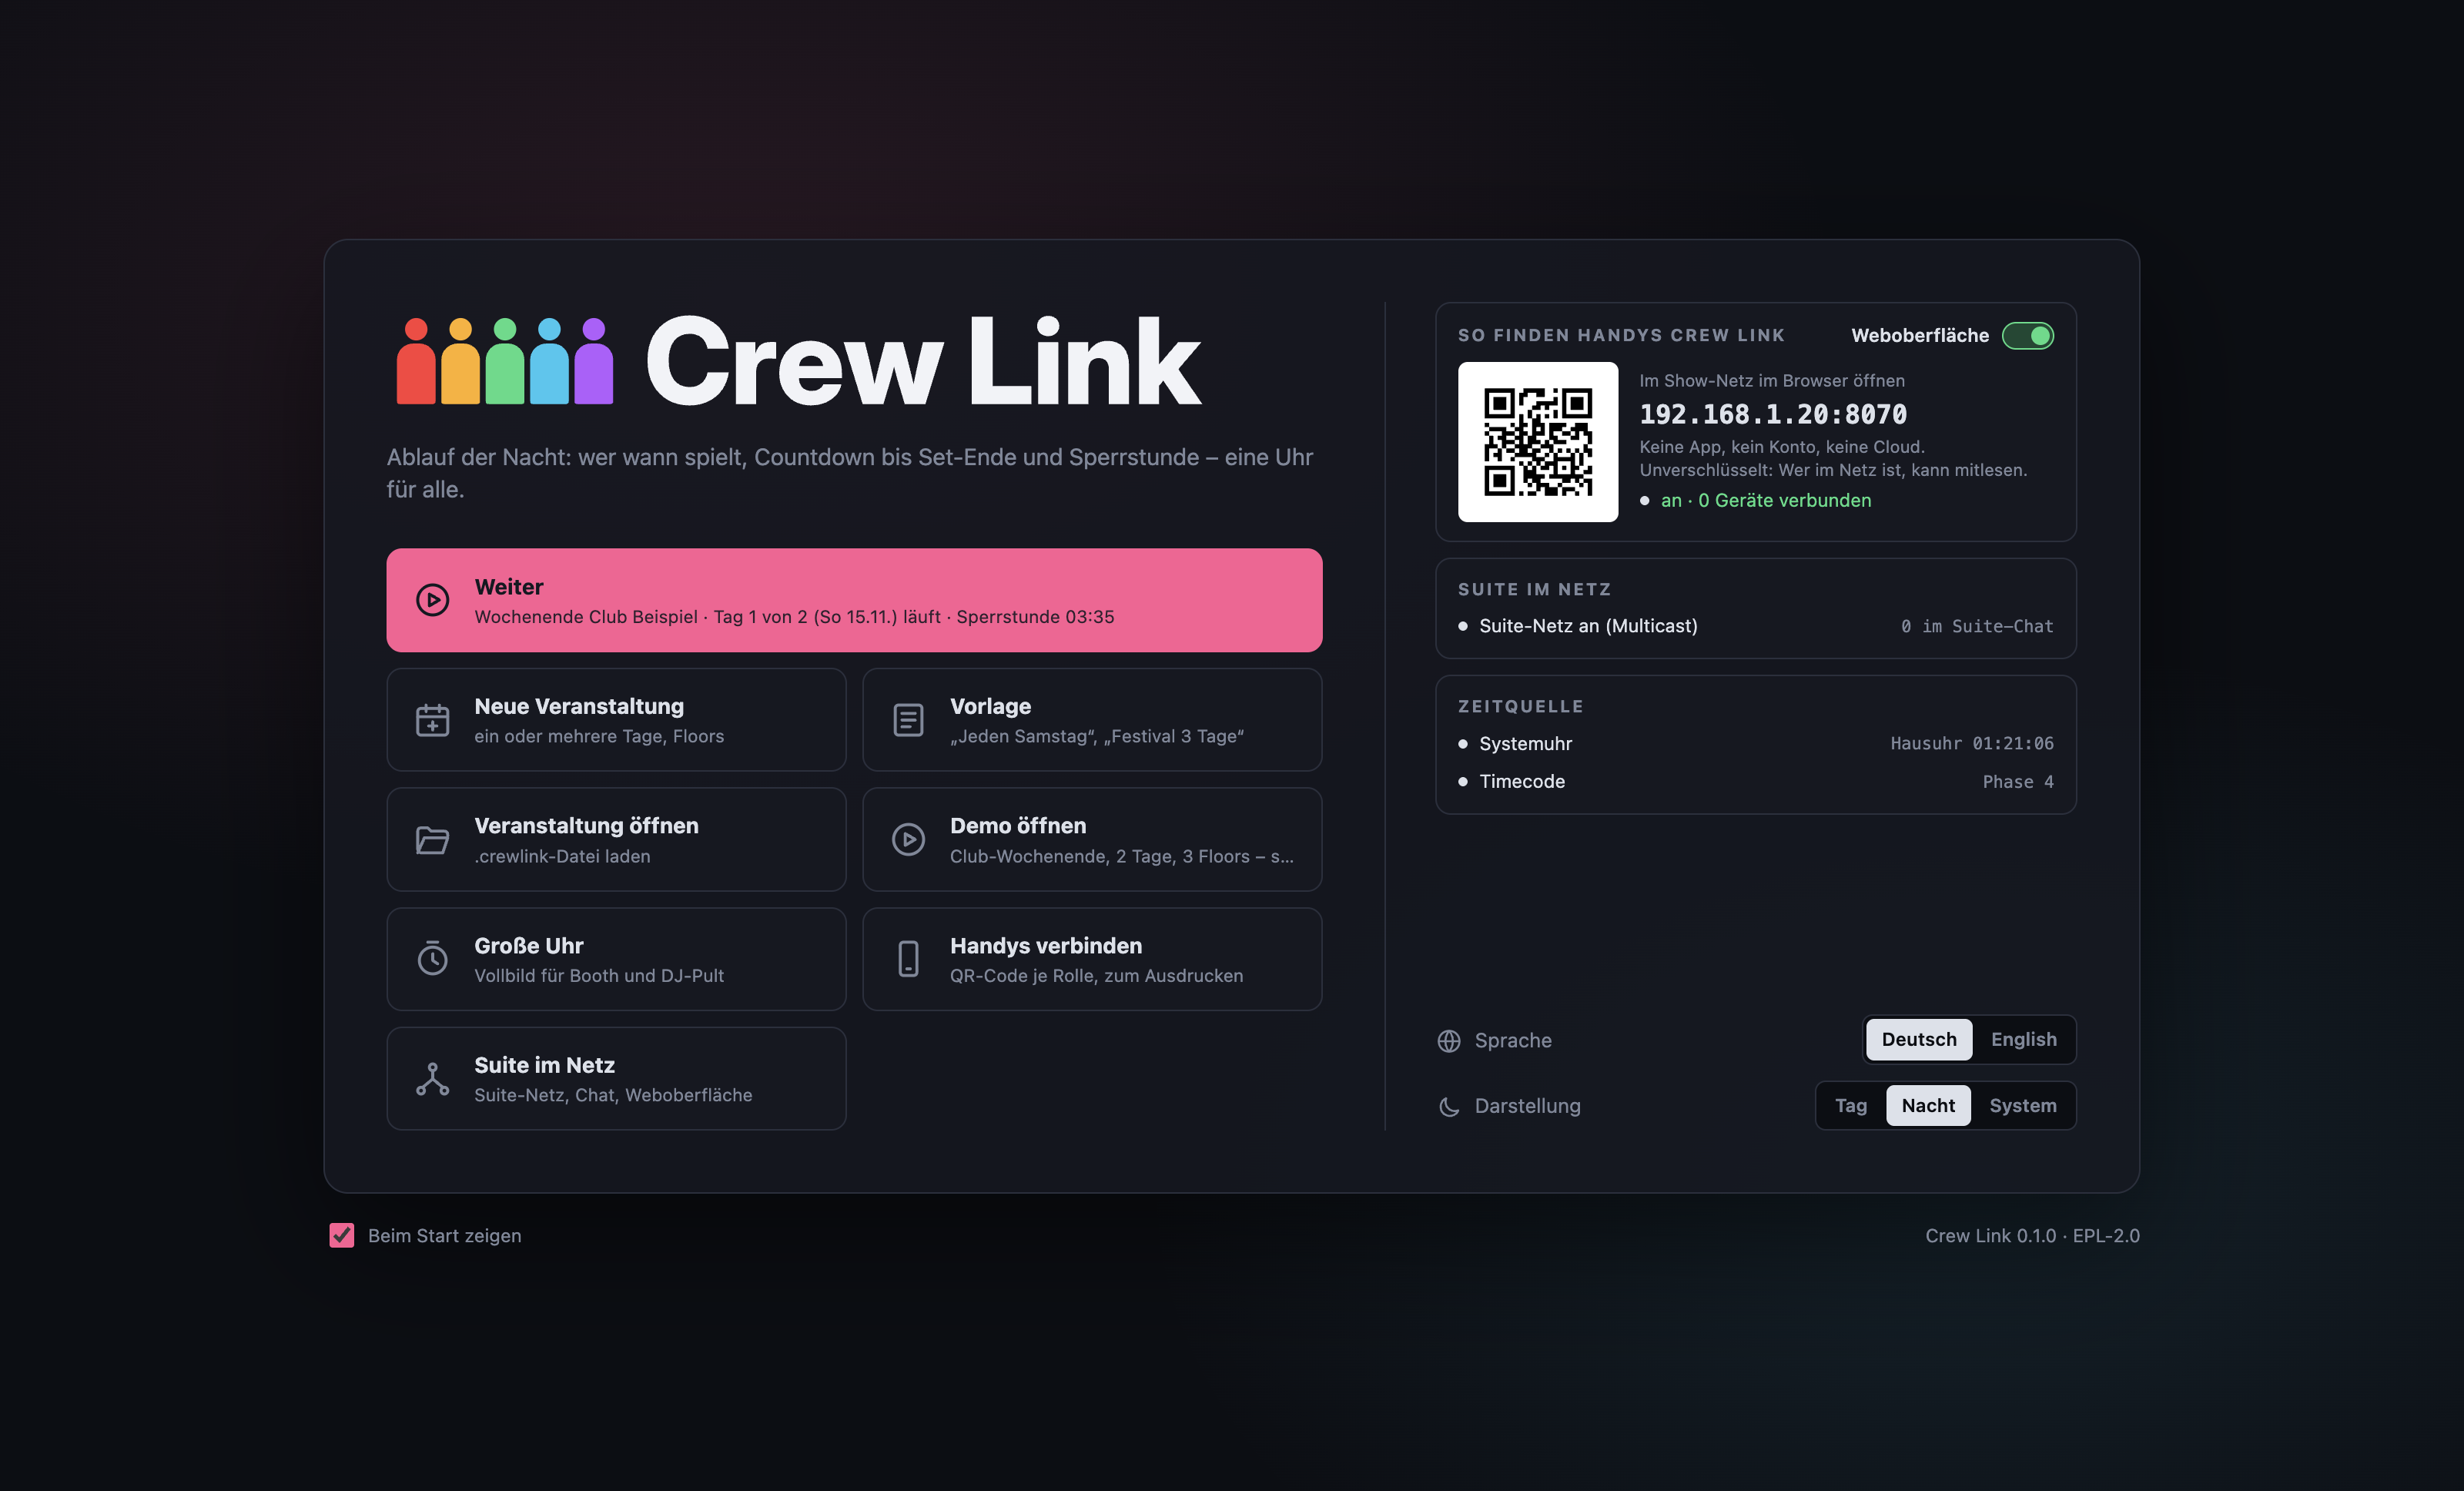 Crew Link
Ablauf der Nacht: wer wann spielt, Countdown bis Set-Ende und Sperrstunde – eine Uhr
für alle.
Weiter
Wochenende Club Beispiel · Tag 1 von 2 (So 15.11.) läuft · Sperrstunde 03:35
Neue Veranstaltung
ein oder mehrere Tage, Floors
Vorlage
„Jeden Samstag“, „Festival 3 Tage“
Veranstaltung öffnen
.crewlink-Datei laden
Demo öffnen
Club-Wochenende, 2 Tage, 3 Floors – s...
Große Uhr
Vollbild für Booth und DJ-Pult
Handys verbinden
QR-Code je Rolle, zum Ausdrucken
Suite im Netz
Suite-Netz, Chat, Weboberfläche
SO FINDEN HANDYS CREW LINK
Weboberfläche
Im Show-Netz im Browser öffnen
192.168.1.20:8070
Keine App, kein Konto, keine Cloud.
Unverschlüsselt: Wer im Netz ist, kann mitlesen.
an · 0 Geräte verbunden
SUITE IM NETZ
Suite-Netz an (Multicast)
0 im Suite-Chat
ZEITQUELLE
Systemuhr
Hausuhr 01:21:06
Timecode
Phase 4
Sprache
Deutsch
English
Darstellung
Tag
Nacht
System
Beim Start zeigen
Crew Link 0.1.0 · EPL-2.0